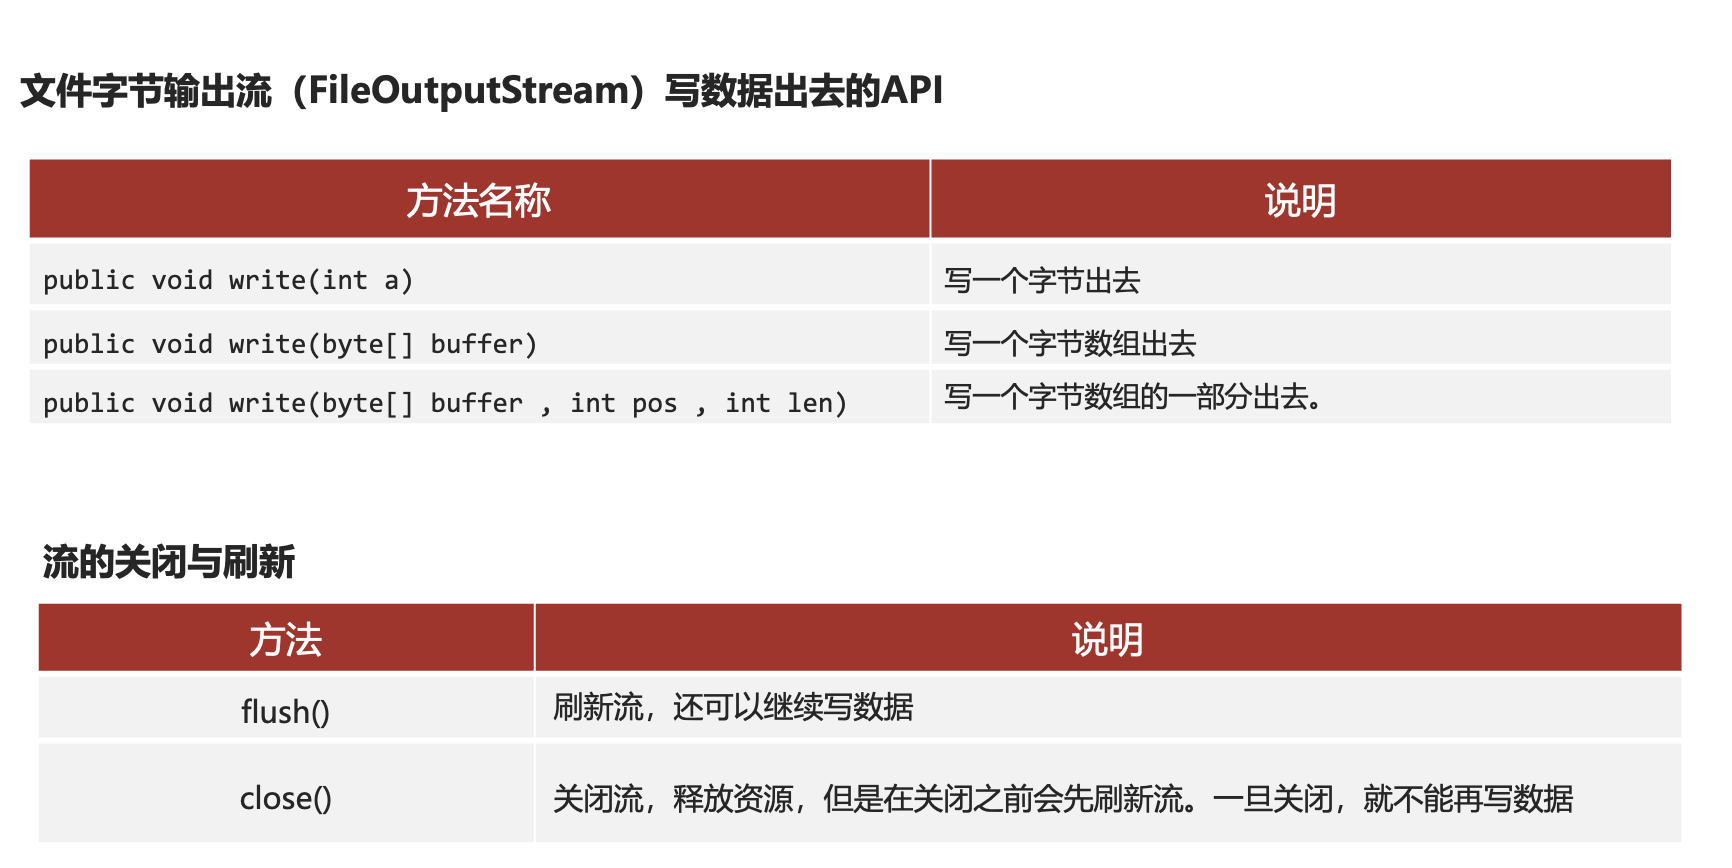 文件字节输出流（FileOutputStream）写数据出去的API
方法名称 说明
public void write(int a) 写一个字节出去
public void write(byte[] buffer) 写一个字节数组出去
public void write(byte[] buffer , int pos , int len) 写一个字节数组的一部分出去。
流的关闭与刷新
方法 说明
flush() 刷新流，还可以继续写数据
close() 关闭流，释放资源，但是在关闭之前会先刷新流。一旦关闭，就不能再写数据